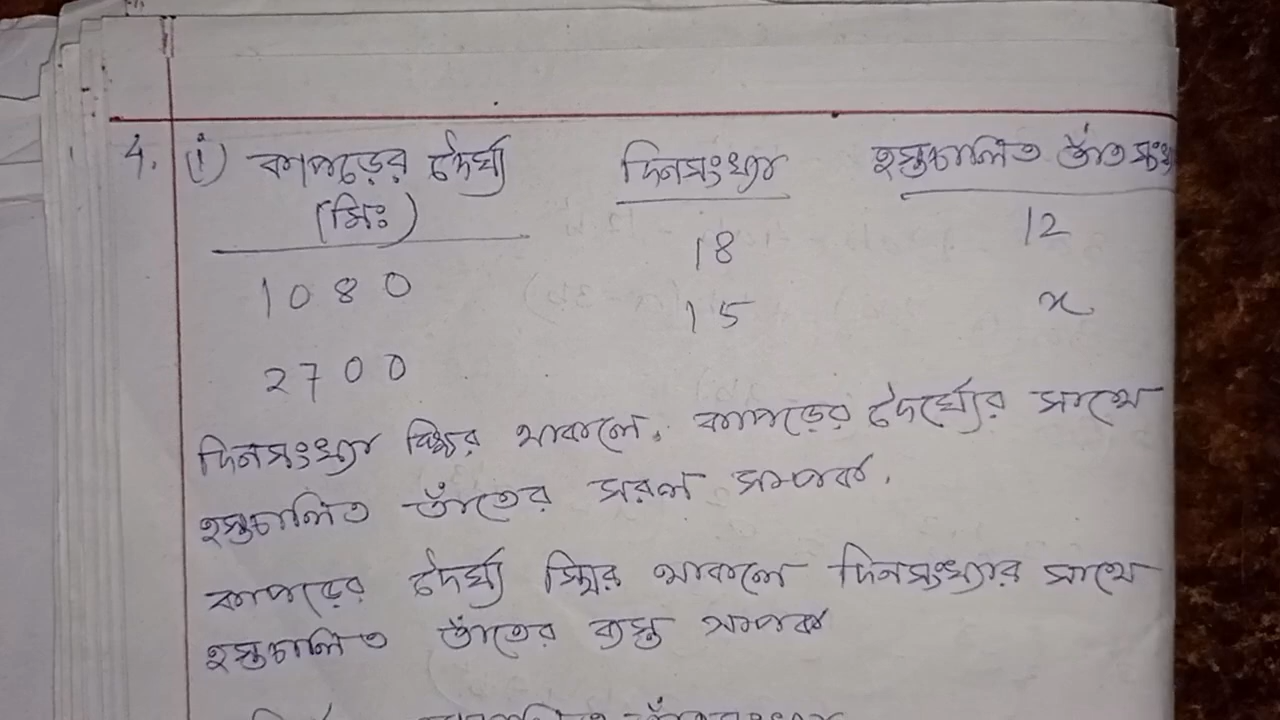 4. (i) কাপড়ের দৈর্ঘ্য দিনসংখ্যা হস্তচালিত তাঁত
(মিঃ)
1080 18 12
2700 15 x
দিনসংখ্যা স্থির থাকলে, কাপড়ের দৈর্ঘ্যের সাথে
হস্তচালিত তাঁতের সরল সম্পর্ক,
কাপড়ের দৈর্ঘ্য স্থির থাকলে দিনসংখ্যার সাথে
হস্তচালিত তাঁতের ব্যস্ত সম্পর্ক